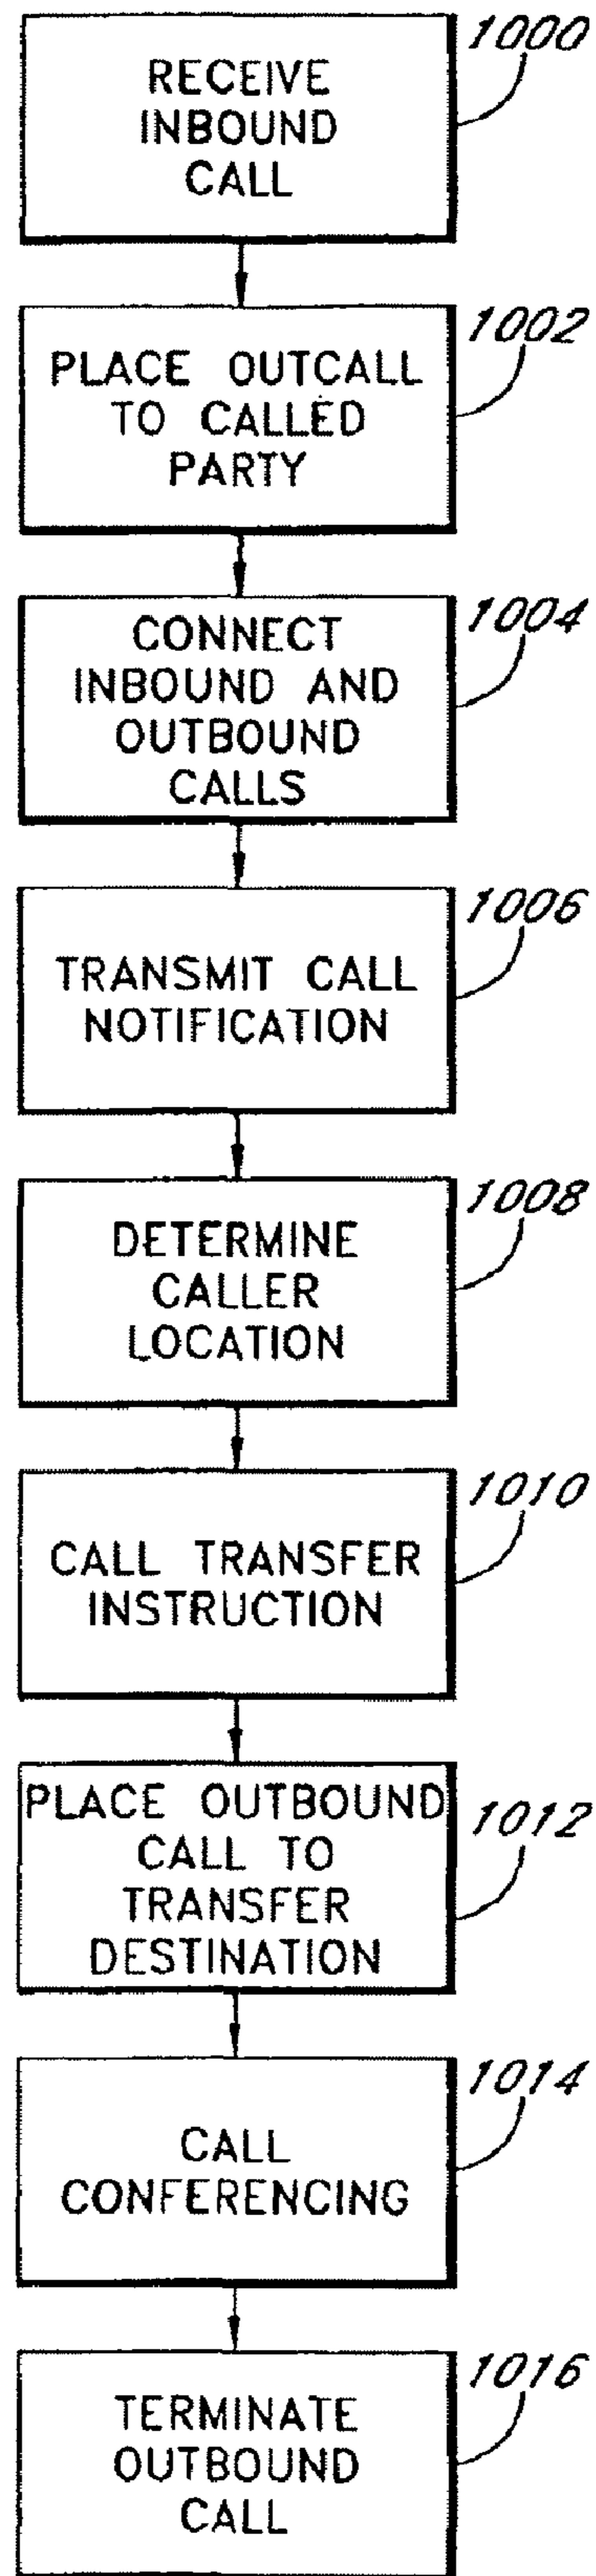 1000
RECEIVE
INBOUND
CALL
1002
PLACE OUTCALL
TO CALLED
PARTY
1004
CONNECT
INBOUND AND
OUTBOUND
CALLS
1006
TRANSMIT CALL
NOTIFICATION
1008
DETERMINE
CALLER
LOCATION
1010
CALL TRANSFER
INSTRUCTION
1012
PLACE OUTBOUND
CALL TO
TRANSFER
DESTINATION
1014
CALL
CONFERENCING
1016
TERMINATE
OUTBOUND
CALL